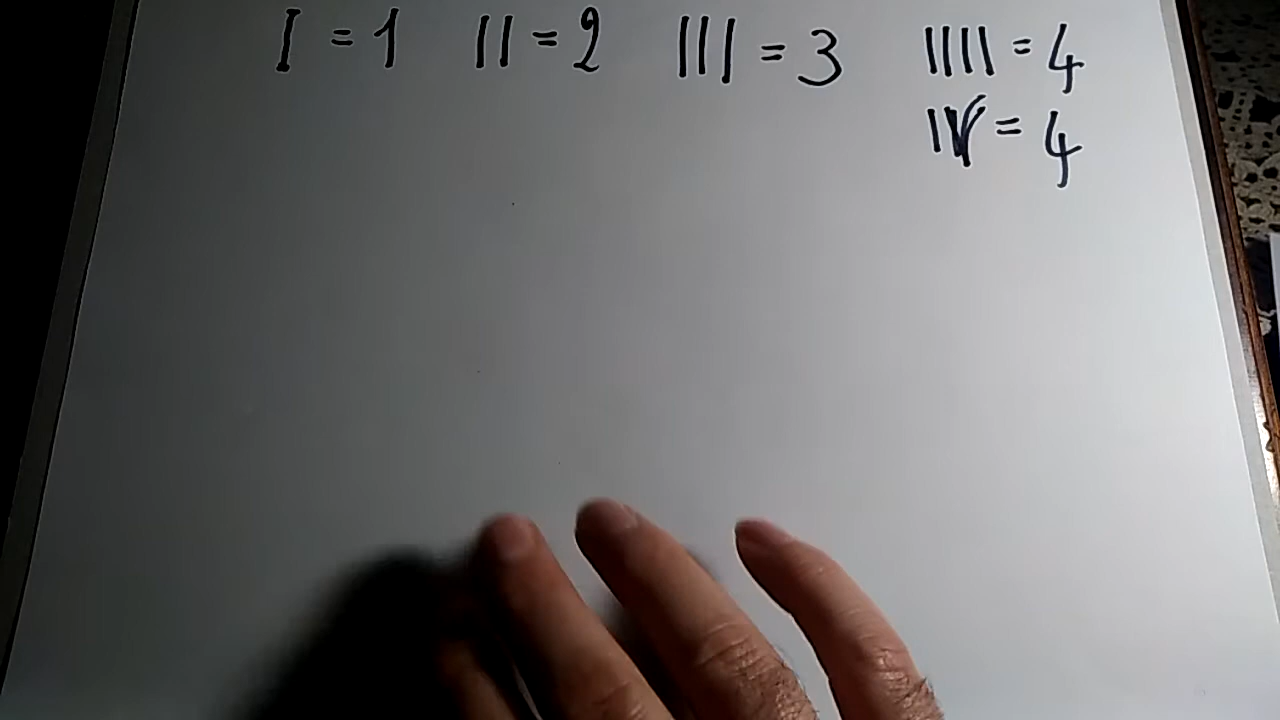 I = 1 II = 2 III = 3 IIII = 4
IV = 4